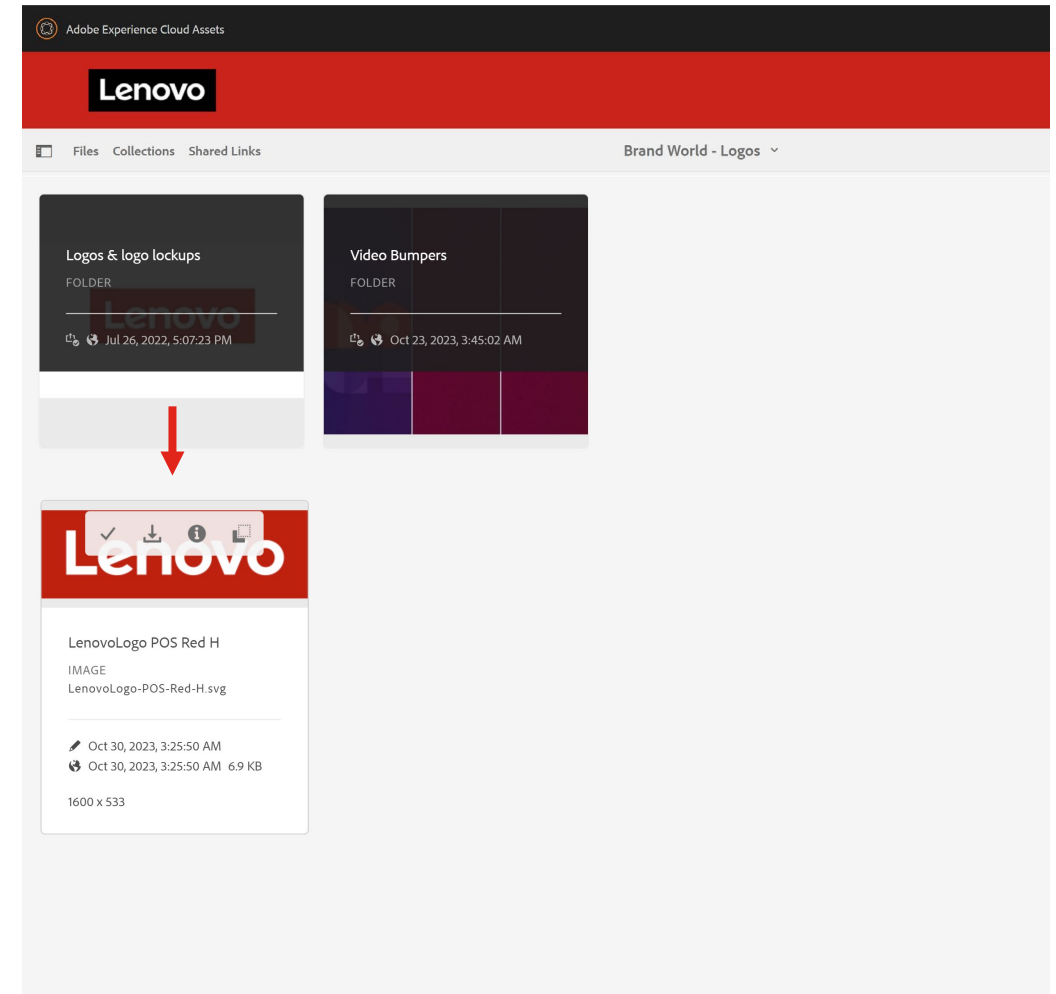 Adobe Experience Cloud Assets
Lenovo
Files Collections Shared Links
Brand World - Logos
Logos & logo lockups
FOLDER
Lenovo
Jul 26, 2022, 5:07:23 PM
Video Bumpers
FOLDER
Oct 23, 2023, 3:45:02 AM
Lenovo
LenovoLogo POS Red H
IMAGE
LenovoLogo-POS-Red-H.svg
Oct 30, 2023, 3:25:50 AM
Oct 30, 2023, 3:25:50 AM 6.9 KB
1600 x 533